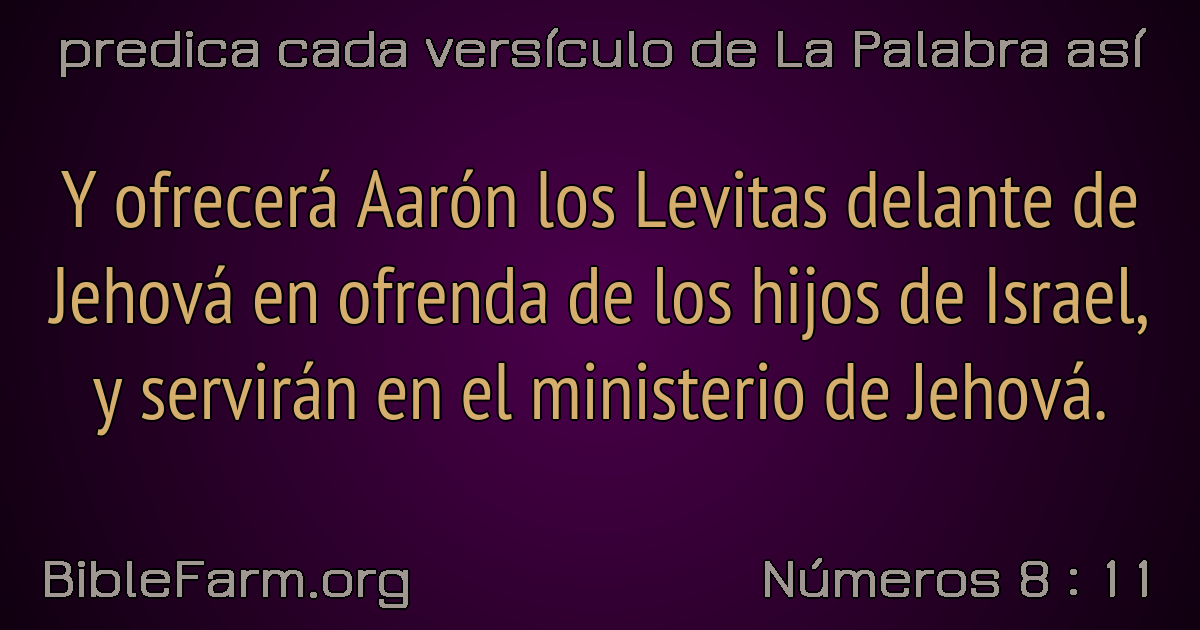 predica cada versículo de La Palabra así
Y ofrecerá Aarón los Levitas delante de
Jehová en ofrenda de los hijos de Israel,
y servirán en el ministerio de Jehová.
BibleFarm.org
Números 8 : 11